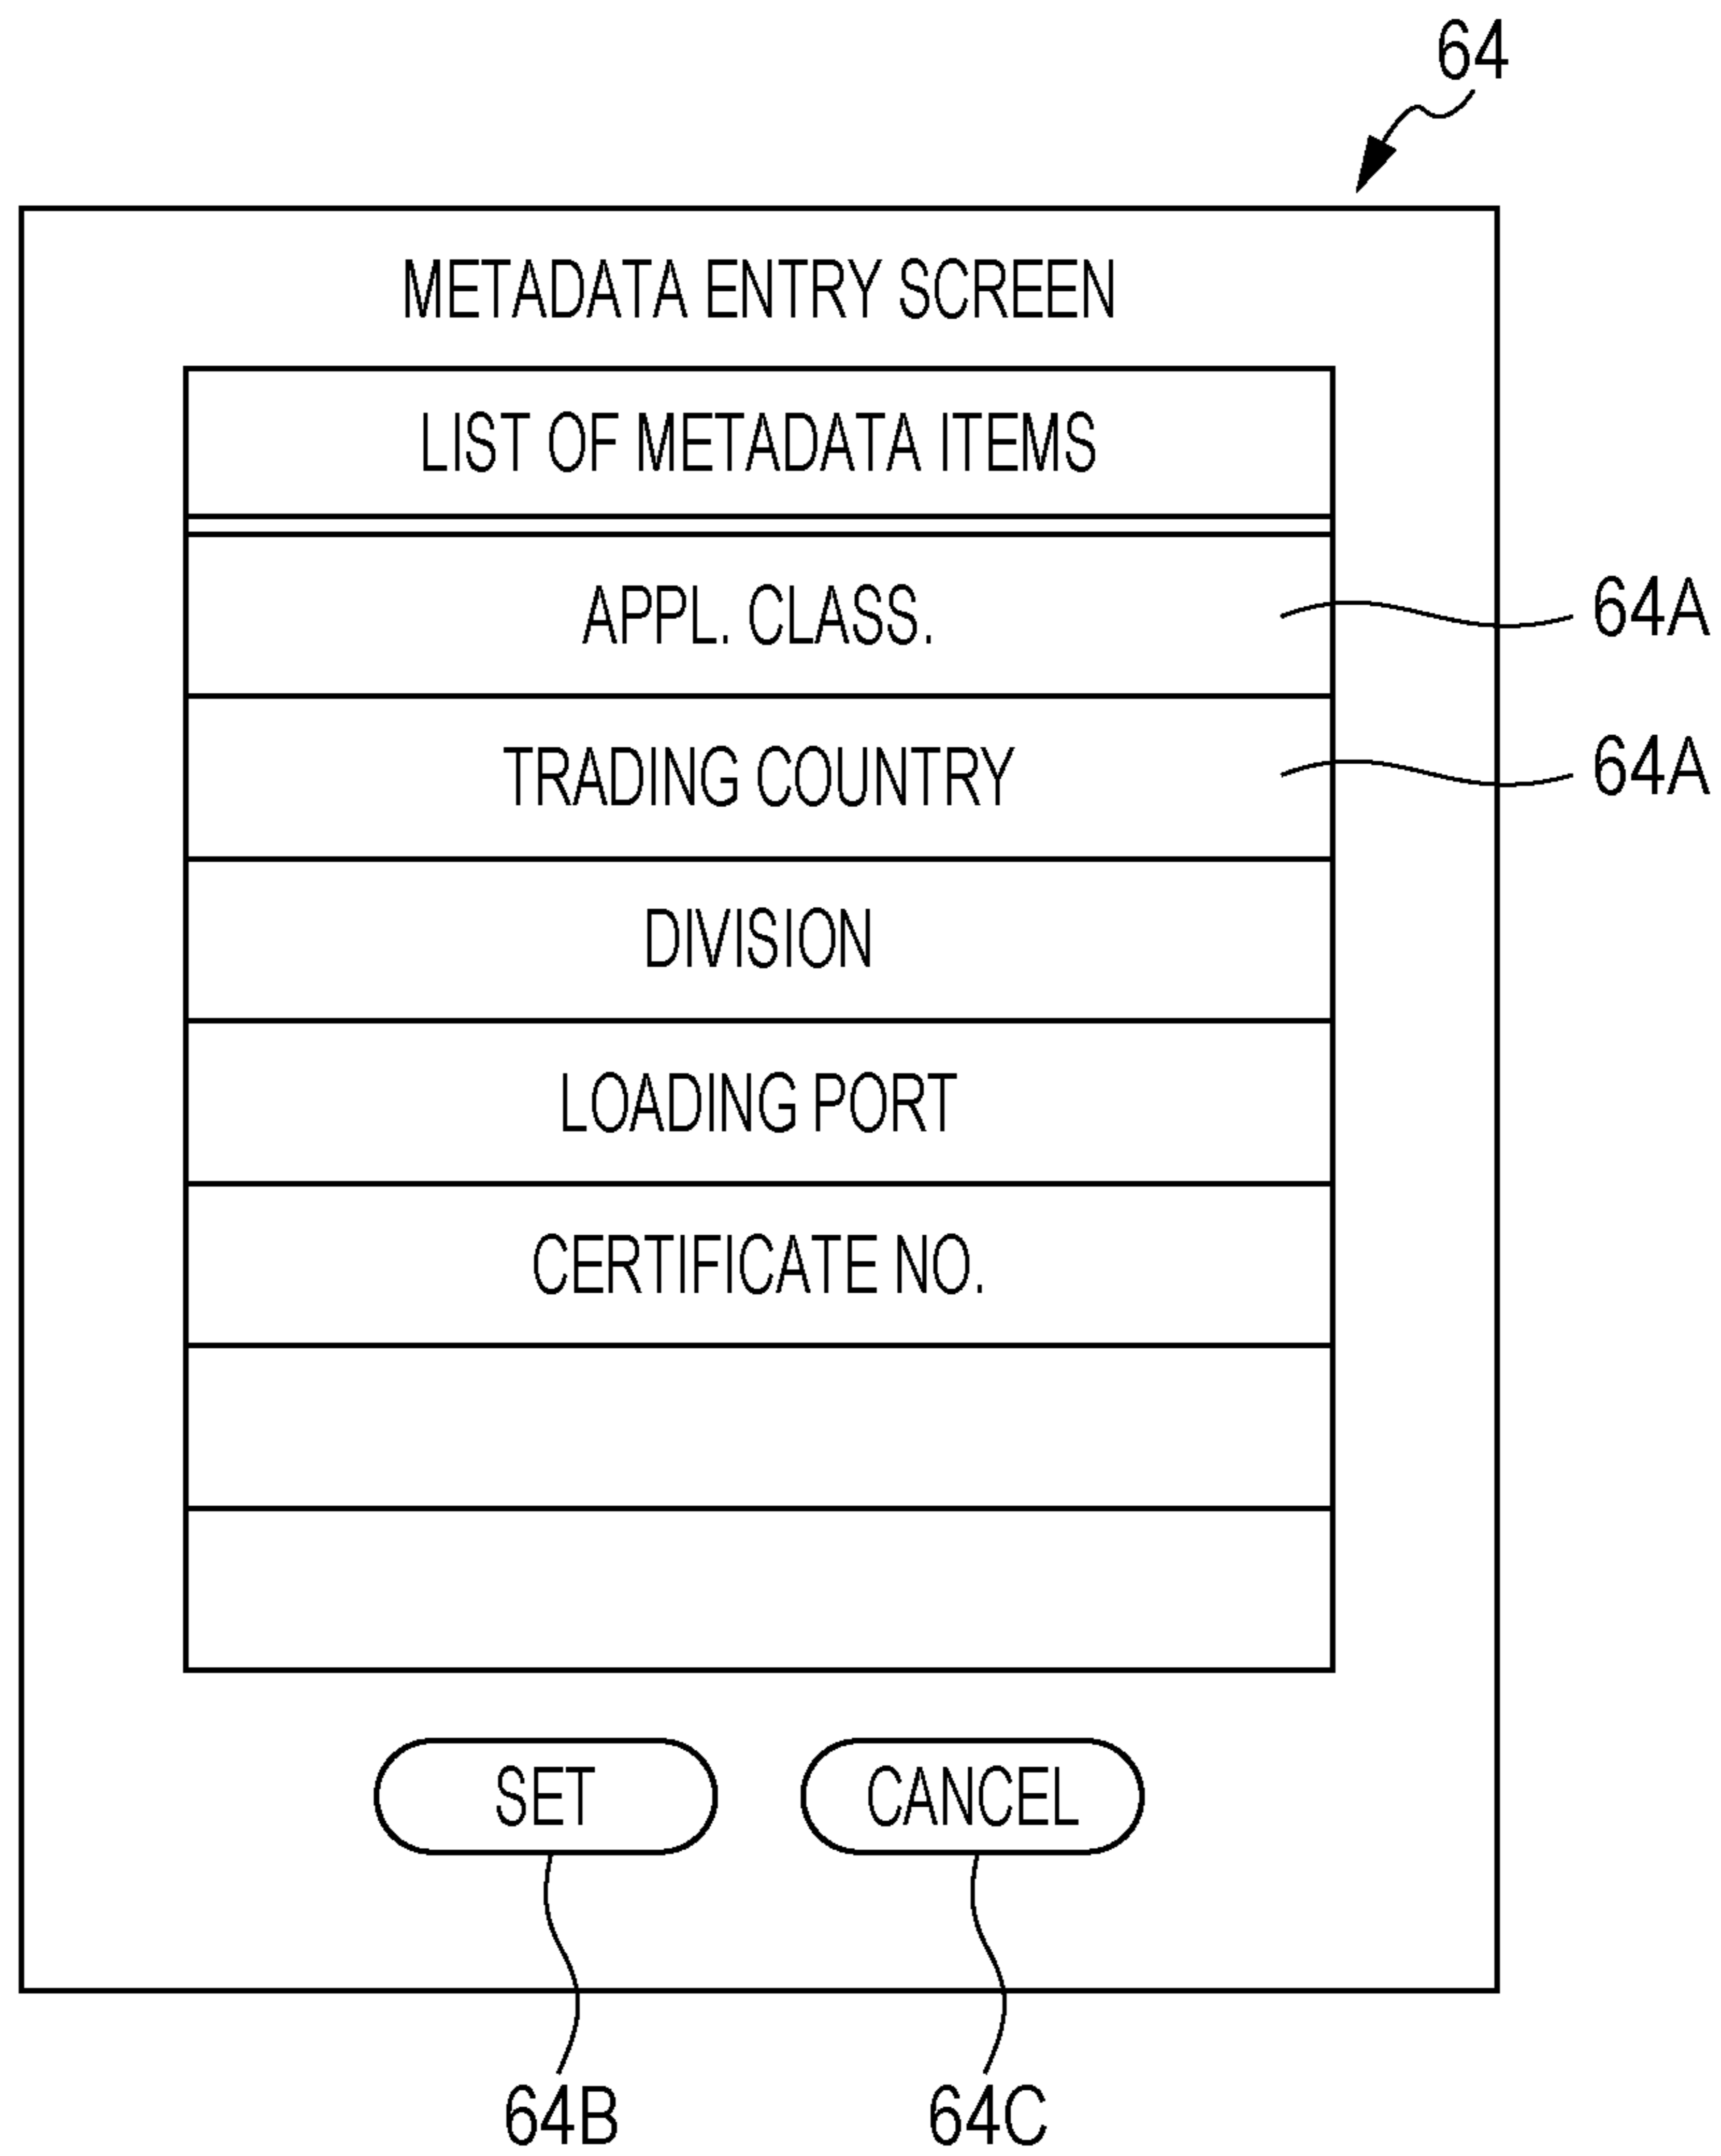 64
METADATA ENTRY SCREEN
LIST OF METADATA ITEMS
APPL. CLASS.
64A
TRADING COUNTRY
64A
DIVISION
LOADING PORT
CERTIFICATE NO.
SET
CANCEL
64B
64C